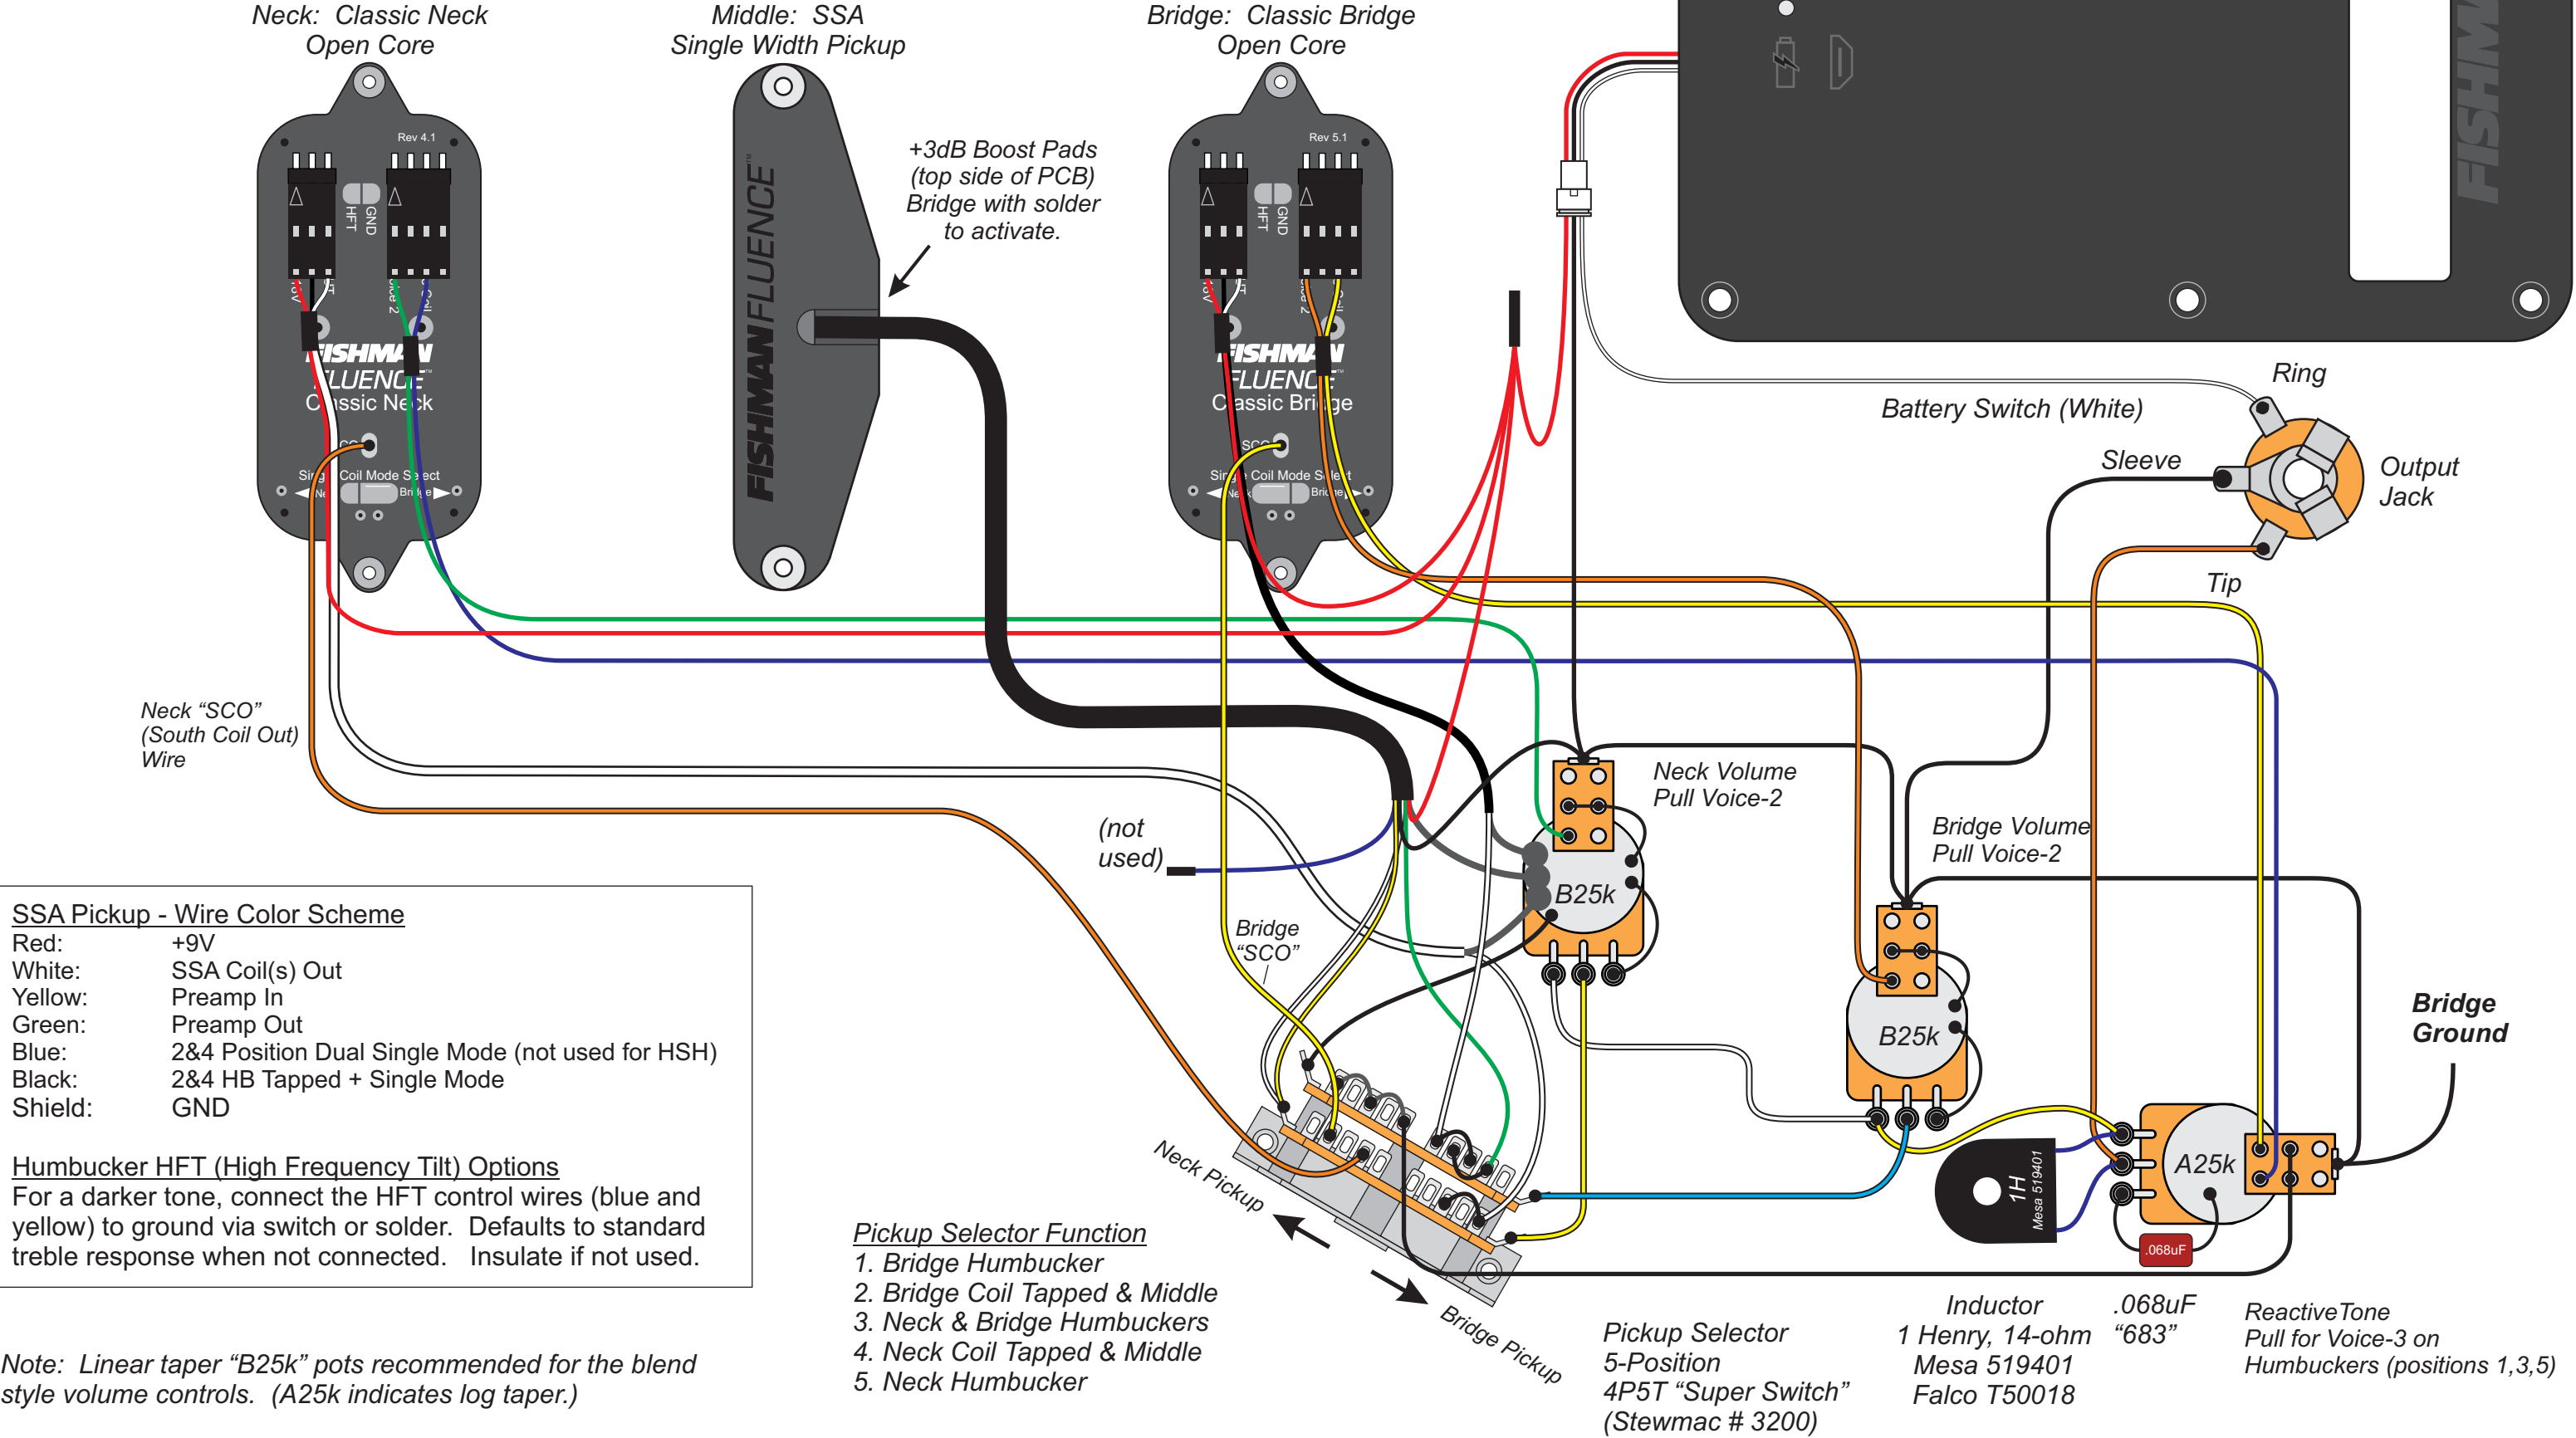 Neck: Classic Neck
Open Core
Middle: SSA
Single Width Pickup
Bridge: Classic Bridge
Open Core
Rev 4.1
HFT
GND
FISHMAN
FLUENCE™
Classic Neck
Single Coil Mode Select
Bridge
FISHMAN FLUENCE™
+3dB Boost Pads
(top side of PCB)
Bridge with solder
to activate.
Rev 5.1
HFT
GND
FISHMAN
FLUENCE™
Classic Bridge
SCO
Single Coil Mode Select
Neck
Bridge
Ring
Battery Switch (White)
Sleeve
Output
Jack
Tip
Neck “SCO”
(South Coil Out)
Wire
(not
used)
Neck Volume
Pull Voice-2
B25k
Bridge Volume
Pull Voice-2
B25k
Bridge
“SCO”
Bridge
Ground
A25k
1H
Mesa 519401
.068uF
Neck Pickup
Bridge Pickup
SSA Pickup - Wire Color Scheme
Red: +9V
White: SSA Coil(s) Out
Yellow: Preamp In
Green: Preamp Out
Blue: 2&4 Position Dual Single Mode (not used for HSH)
Black: 2&4 HB Tapped + Single Mode
Shield: GND
Humbucker HFT (High Frequency Tilt) Options
For a darker tone, connect the HFT control wires (blue and
yellow) to ground via switch or solder. Defaults to standard
treble response when not connected. Insulate if not used.
Note: Linear taper “B25k” pots recommended for the blend
style volume controls. (A25k indicates log taper.)
Pickup Selector Function
1. Bridge Humbucker
2. Bridge Coil Tapped & Middle
3. Neck & Bridge Humbuckers
4. Neck Coil Tapped & Middle
5. Neck Humbucker
Pickup Selector
5-Position
4P5T “Super Switch”
(Stewmac # 3200)
Inductor
1 Henry, 14-ohm
Mesa 519401
Falco T50018
.068uF
“683”
ReactiveTone
Pull for Voice-3 on
Humbuckers (positions 1,3,5)